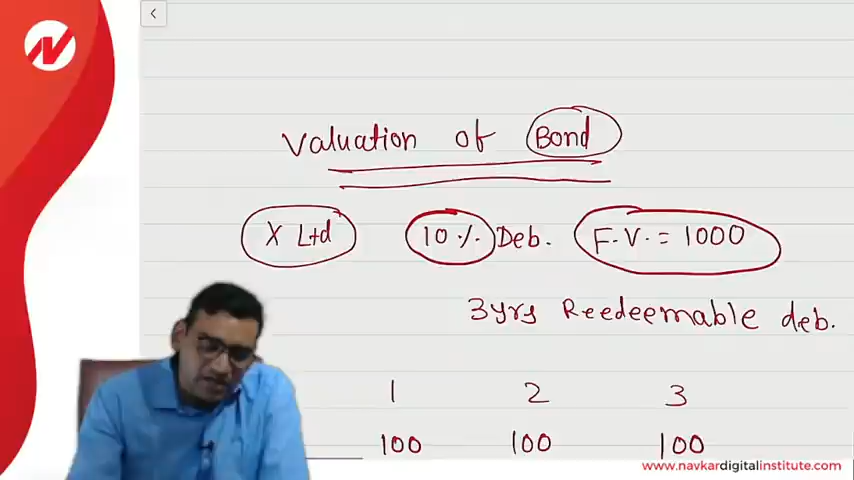 Valuation of Bond
X Ltd 10% Deb. F.V. = 1000
3yrs Reedeemable deb.
1 2 3
100 100 100
www.navkardigitalinstitute.com